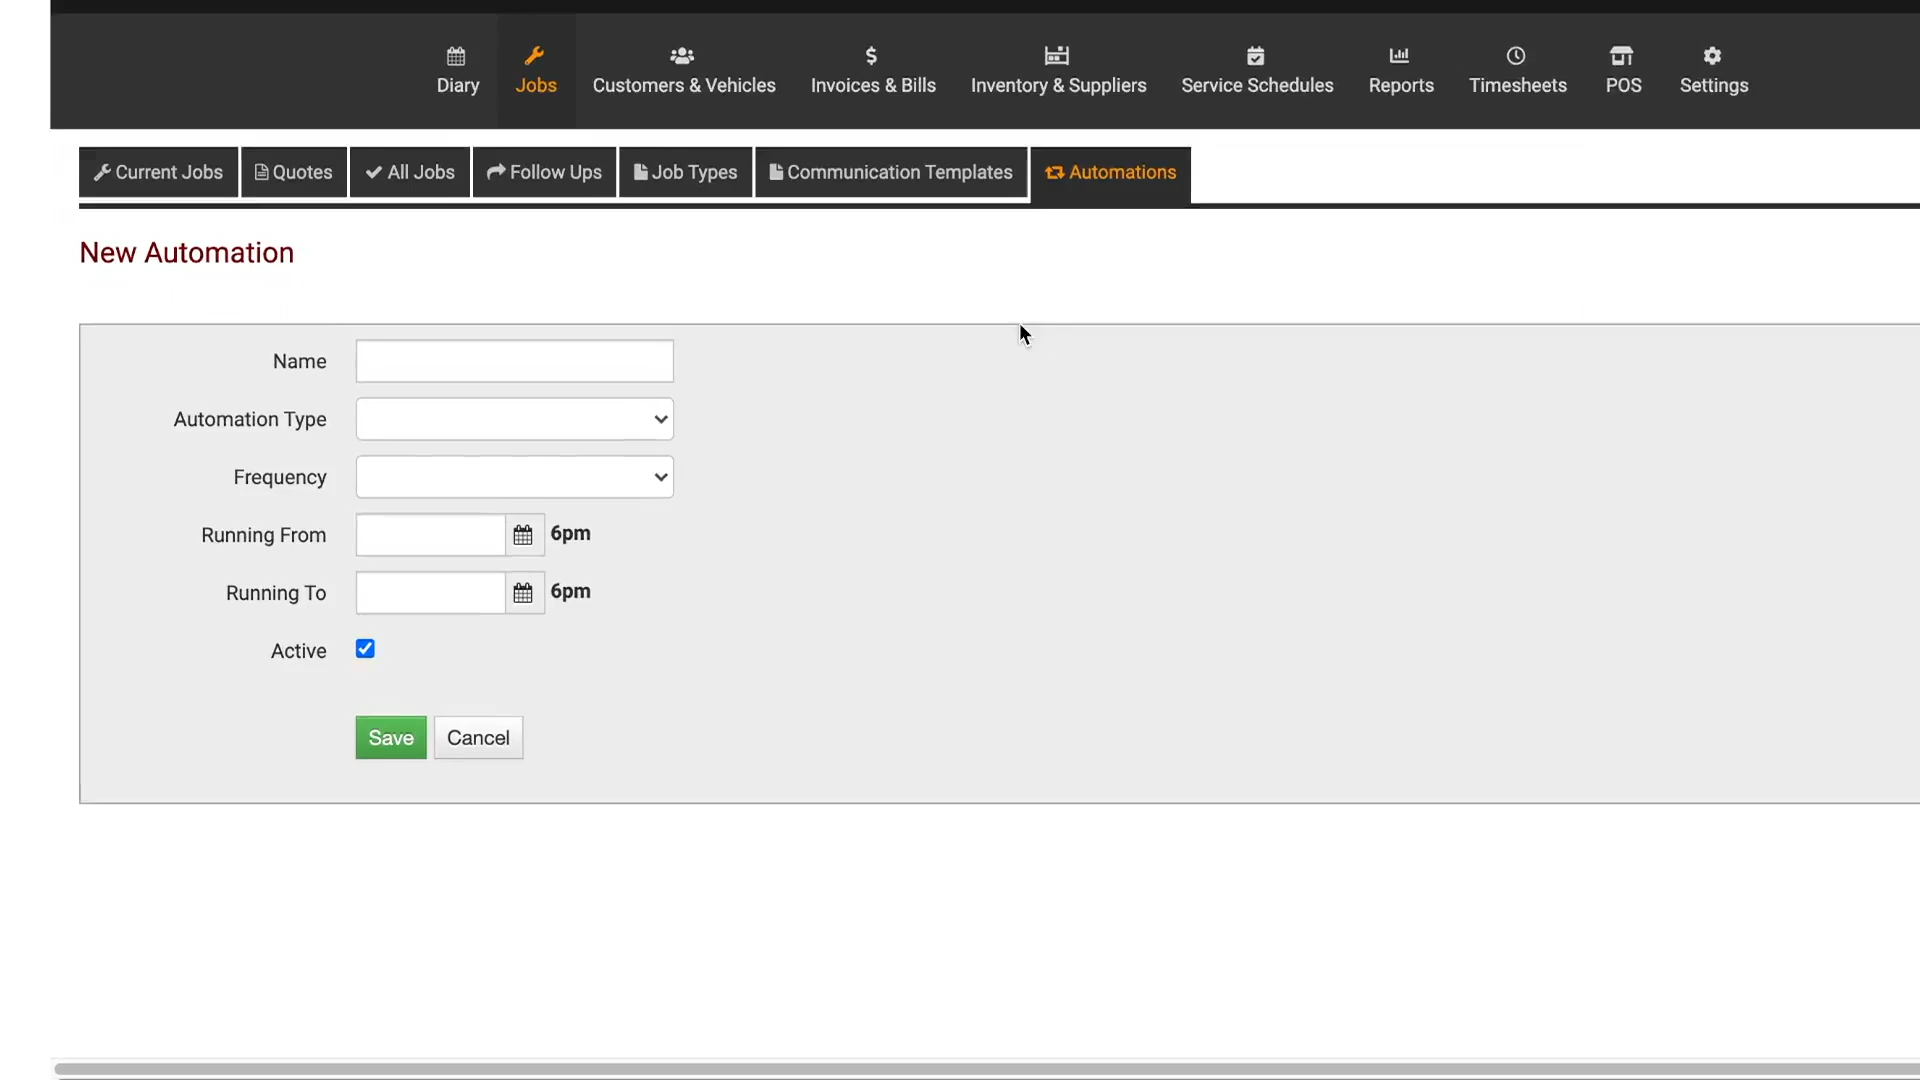 Diary Jobs Customers & Vehicles Invoices & Bills Inventory & Suppliers Service Schedules Reports Timesheets POS Settings
Current Jobs Quotes All Jobs Follow Ups Job Types Communication Templates Automations
New Automation
Name
Automation Type
Frequency
Running From 6pm
Running To 6pm
Active
Save Cancel